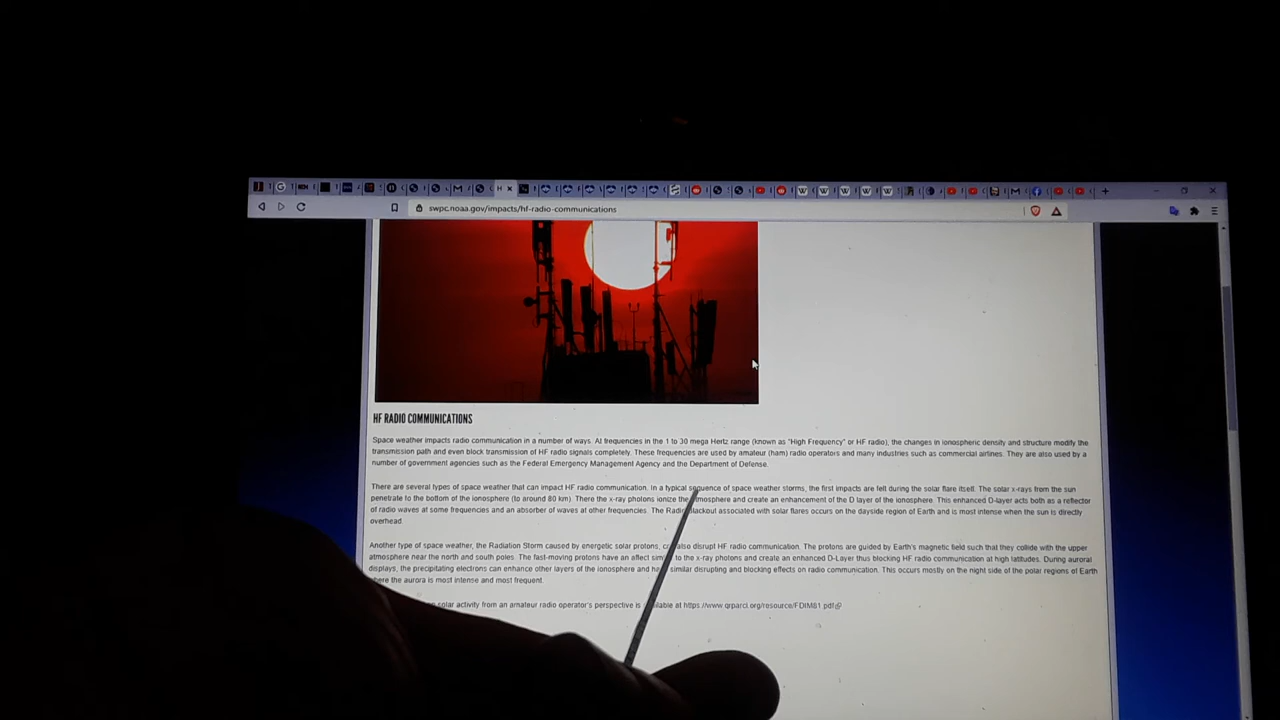 swpc.noaa.gov/impacts/hf-radio-communications
HF RADIO COMMUNICATIONS
Space weather impacts radio communication in a number of ways. At frequencies in the 1 to 30 mega Hertz range (known as "High Frequency" or HF radio), the changes in ionospheric density and structure modify the
transmission path and even block transmission of HF radio signals completely. These frequencies are used by amateur (ham) radio operators and many industries such as commercial airlines. They are also used by a
number of government agencies such as the Federal Emergency Management Agency and the Department of Defense.
There are several types of space weather that can impact HF radio communication. In a typical sequence of space weather storms, the first impacts are felt during the solar flare itself. The solar x-rays from the sun
penetrate to the bottom of the ionosphere (to around 80 km). There the x-ray photons ionize the atmosphere and create an enhancement of the D layer of the ionosphere. This enhanced D-layer acts both as a reflector
of radio waves at some frequencies and an absorber of waves at other frequencies. The Radio Blackout associated with solar flares occurs on the dayside region of Earth and is most intense when the sun is directly
overhead.
Another type of space weather, the Radiation Storm caused by energetic solar protons, can also disrupt HF radio communication. The protons are guided by Earth's magnetic field such that they collide with the upper
atmosphere near the north and south poles. The fast-moving protons have an affect similar to the x-ray photons and create an enhanced D-Layer thus blocking HF radio communication at high latitudes. During auroral
displays, the precipitating electrons can enhance other layers of the ionosphere and have similar disrupting and blocking effects on radio communication. This occurs mostly on the night side of the polar regions of Earth
where the aurora is most intense and most frequent.
solar activity from an amateur radio operator's perspective is available at https://www.qrparci.org/resource/FDIM81.pdf